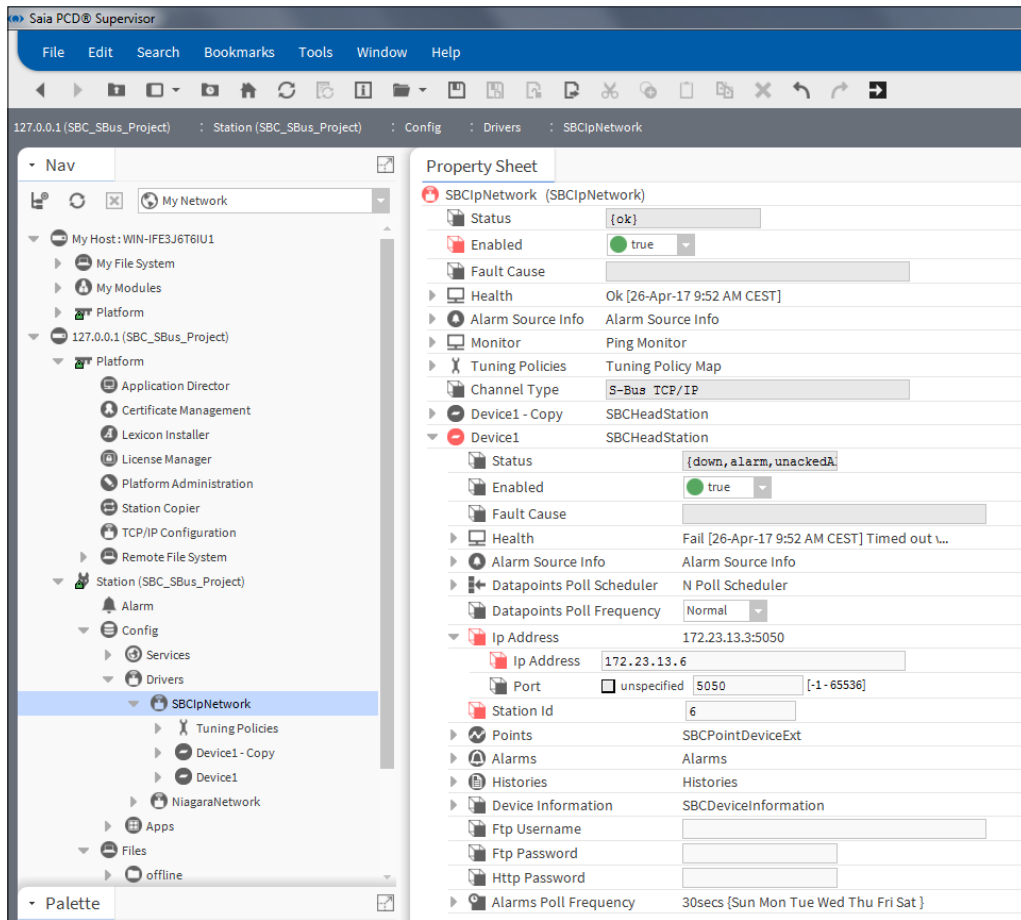 Saia PCD® Supervisor
File Edit Search Bookmarks Tools Window Help
127.0.0.1 (SBC_SBus_Project) : Station (SBC_SBus_Project) : Config : Drivers : SBCIpNetwork
Nav
My Network
My Host : WIN-IFE3J6T6IU1
My File System
My Modules
Platform
127.0.0.1 (SBC_SBus_Project)
Platform
Application Director
Certificate Management
Lexicon Installer
License Manager
Platform Administration
Station Copier
TCP/IP Configuration
Remote File System
Station (SBC_SBus_Project)
Alarm
Config
Services
Drivers
SBCIpNetwork
Tuning Policies
Device1 - Copy
Device1
NiagaraNetwork
Apps
Files
offline
Palette
Property Sheet
SBCIpNetwork (SBCIpNetwork)
Status {ok}
Enabled true
Fault Cause
Health Ok [26-Apr-17 9:52 AM CEST]
Alarm Source Info Alarm Source Info
Monitor Ping Monitor
Tuning Policies Tuning Policy Map
Channel Type S-Bus TCP/IP
Device1 - Copy SBCHeadStation
Device1 SBCHeadStation
Status {down,alarm,unackedA
Enabled true
Fault Cause
Health Fail [26-Apr-17 9:52 AM CEST] Timed out
Alarm Source Info Alarm Source Info
Datapoints Poll Scheduler N Poll Scheduler
Datapoints Poll Frequency Normal
Ip Address 172.23.13.3:5050
Ip Address 172.23.13.6
Port unspecified 5050 [-1 - 65536]
Station Id 6
Points SBCPointDeviceExt
Alarms Alarms
Histories Histories
Device Information SBCDeviceInformation
Ftp Username
Ftp Password
Http Password
Alarms Poll Frequency 30secs {Sun Mon Tue Wed Thu Fri Sat }